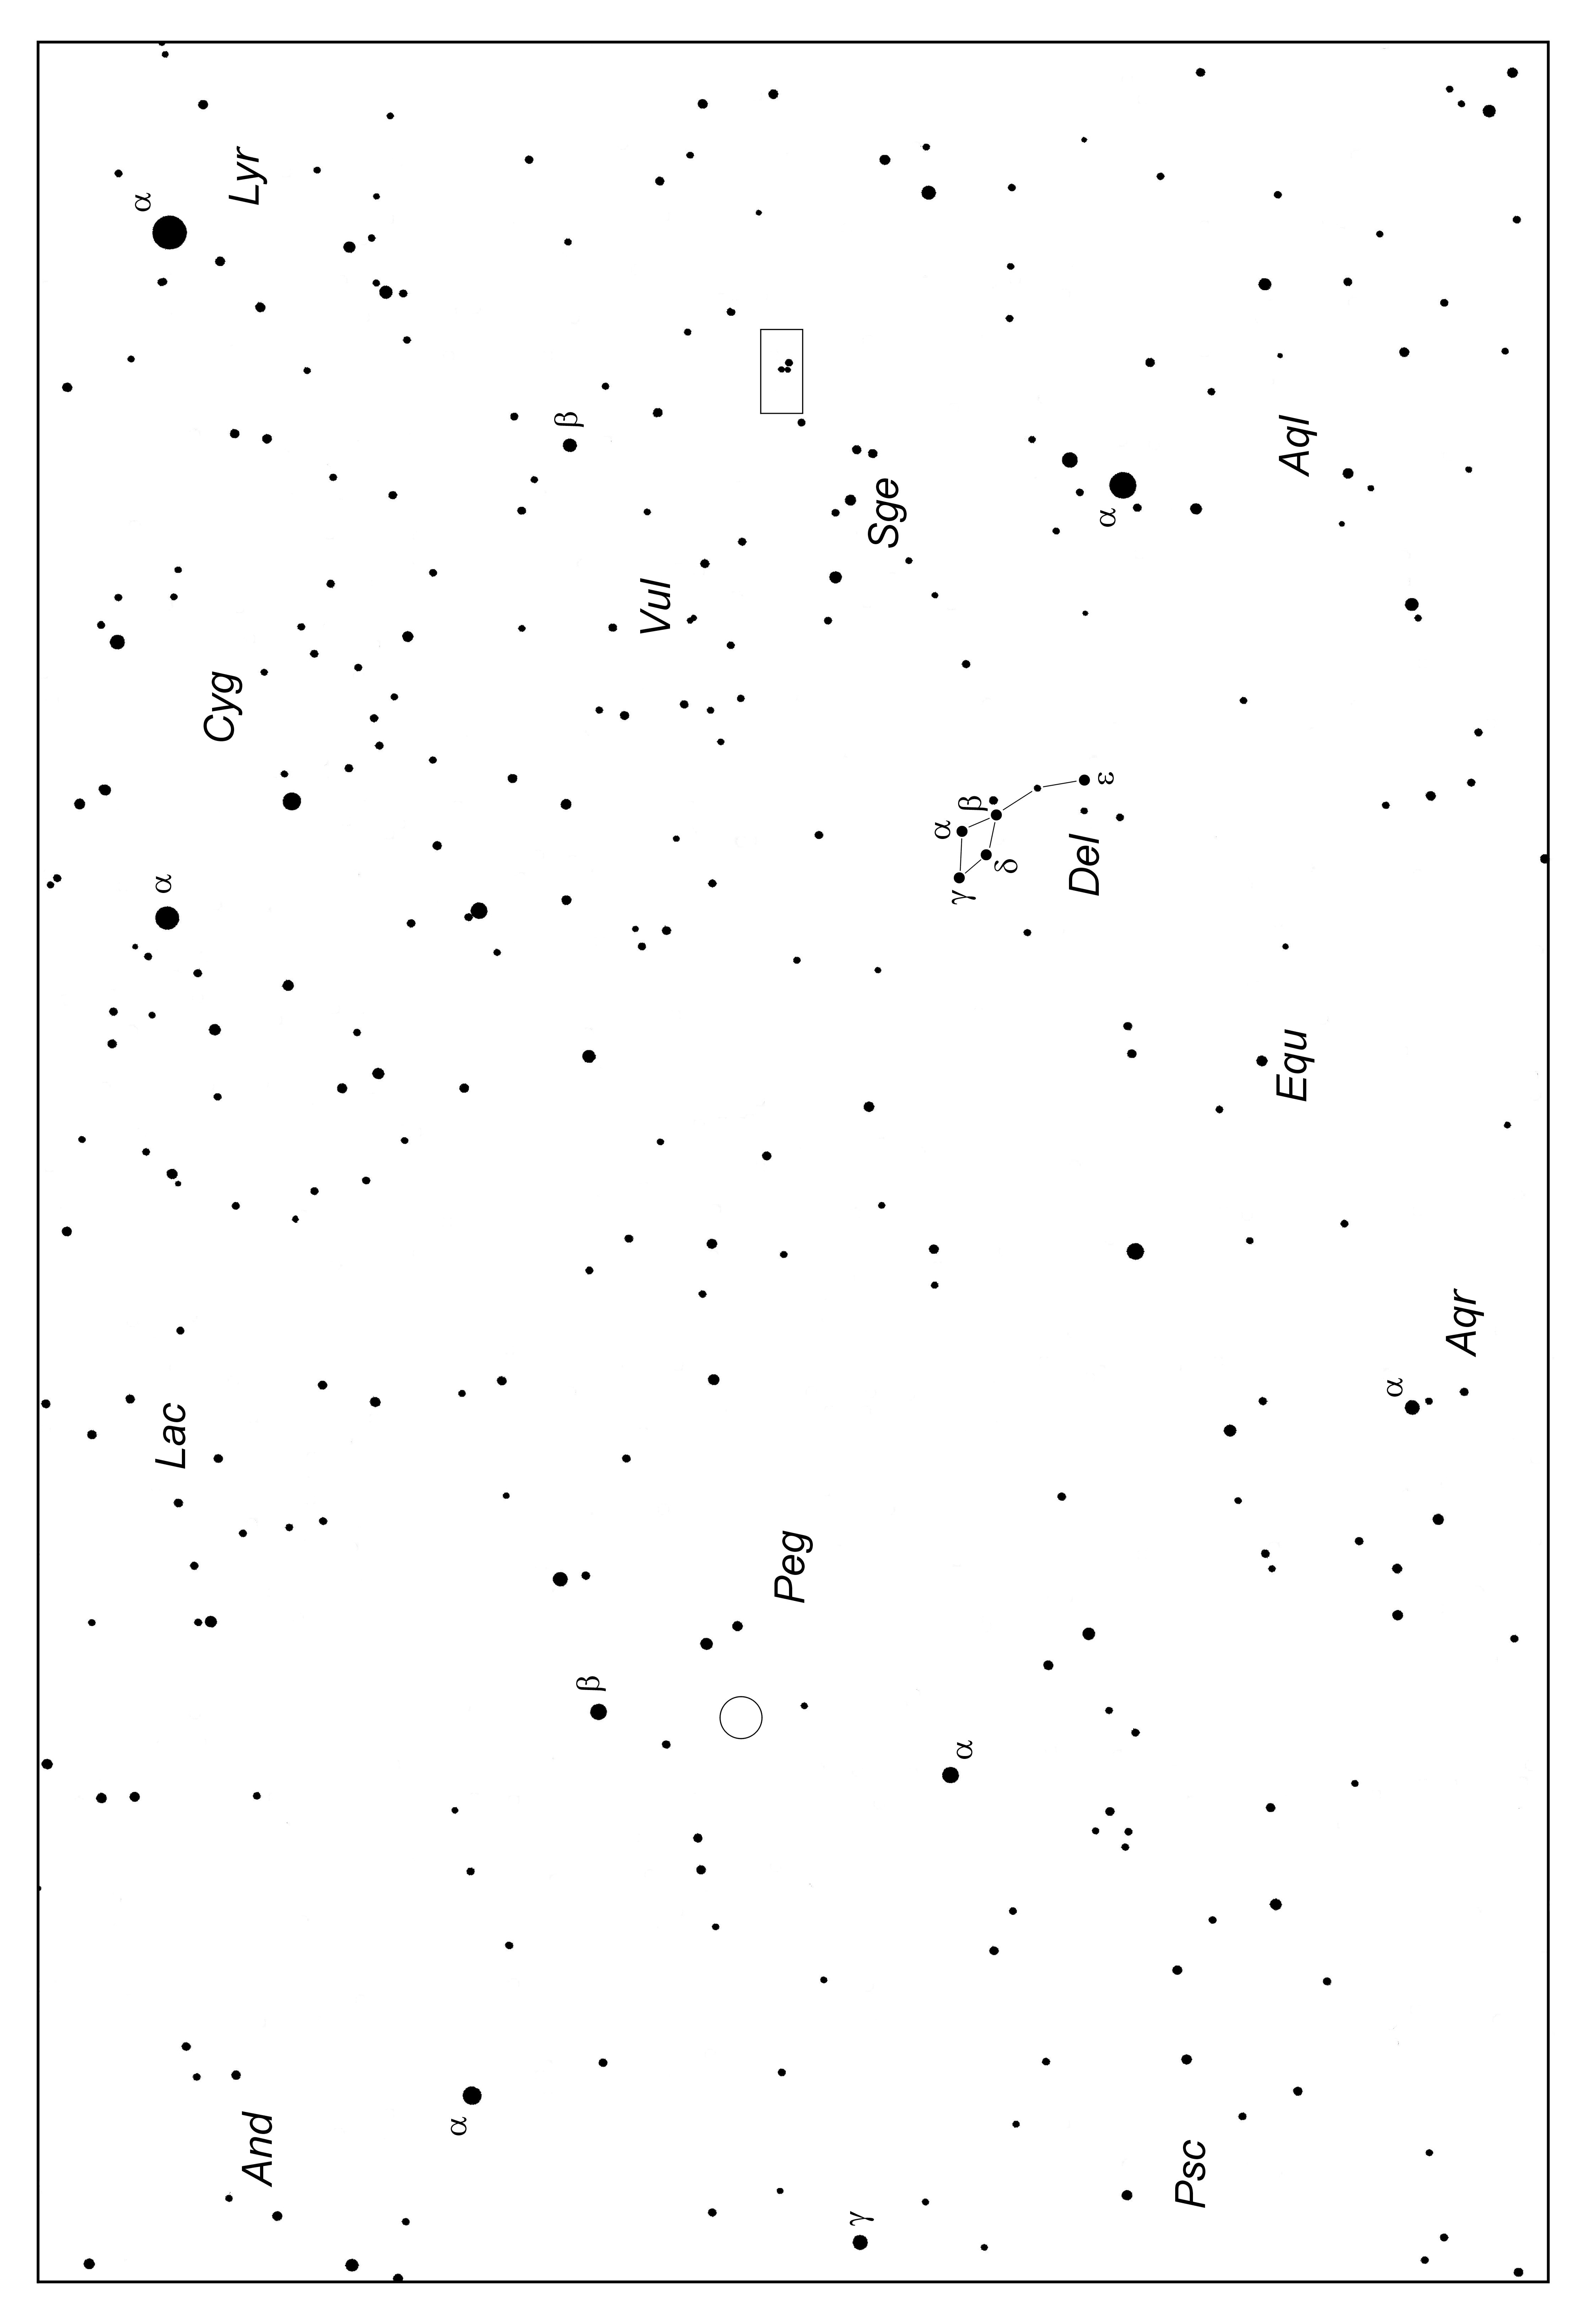 α
Lyr
β
Sge
α
Aql
Vul
Cyg
α
α
β
γ
δ
ε
Del
Equ
Lac
α
Aqr
Peg
β
α
And
α
γ
Psc